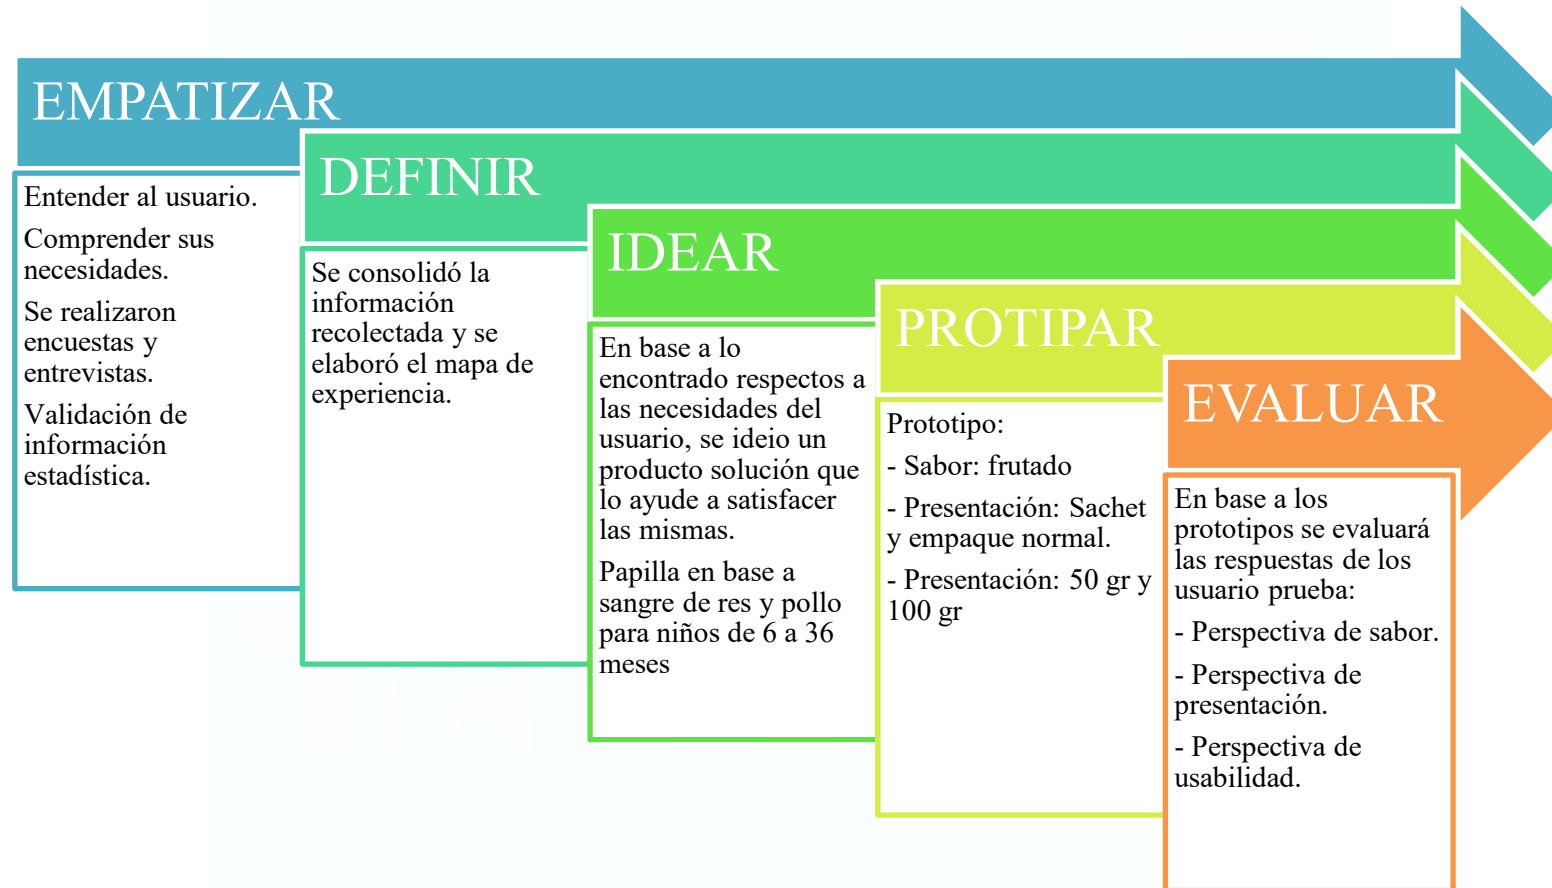 EMPATIZAR
Entender al usuario.
Comprender sus
necesidades.
Se realizaron
encuestas y
entrevistas.
Validación de
información
estadística.
DEFINIR
Se consolidó la
información
recolectada y se
elaboró el mapa de
experiencia.
IDEAR
En base a lo
encontrado respectos a
las necesidades del
usuario, se ideio un
producto solución que
lo ayude a satisfacer
las mismas.
Papilla en base a
sangre de res y pollo
para niños de 6 a 36
meses
PROTIPAR
Prototipo:
- Sabor: frutado
- Presentación: Sachet
y empaque normal.
- Presentación: 50 gr y
100 gr
EVALUAR
En base a los
prototipos se evaluará
las respuestas de los
usuario prueba:
- Perspectiva de sabor.
- Perspectiva de
presentación.
- Perspectiva de
usabilidad.